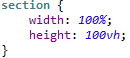 section {
    width: 100%;
    height: 100vh;
}